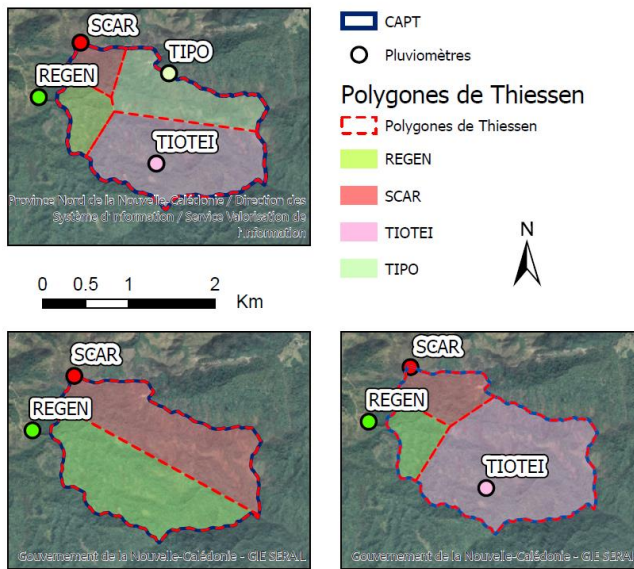 SCAR
TIPO
REGEN
TIOTEI
Province Nord de la Nouvelle-Calédonie / Direction des
Système d'Information / Service Valorisation de
l'Information
CAPT
Pluviomètres
Polygones de Thiessen
Polygones de Thiessen
REGEN
SCAR
TIOTEI
TIPO
N
0 0.5 1 2
Km
SCAR
REGEN
Gouvernement de la Nouvelle-Calédonie - GIE SERAIL
SCAR
REGEN
TIOTEI
Gouvernement de la Nouvelle-Calédonie - GIE SERAIL